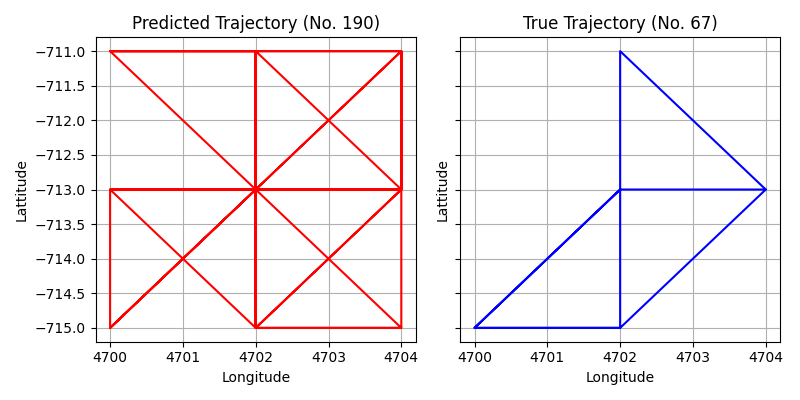 Predicted Trajectory (No. 190)
True Trajectory (No. 67)
−711.0
−711.5
−712.0
−712.5
−713.0
−713.5
−714.0
−714.5
−715.0
Lattitude
Lattitude
4700 4701 4702 4703 4704
4700 4701 4702 4703 4704
Longitude
Longitude